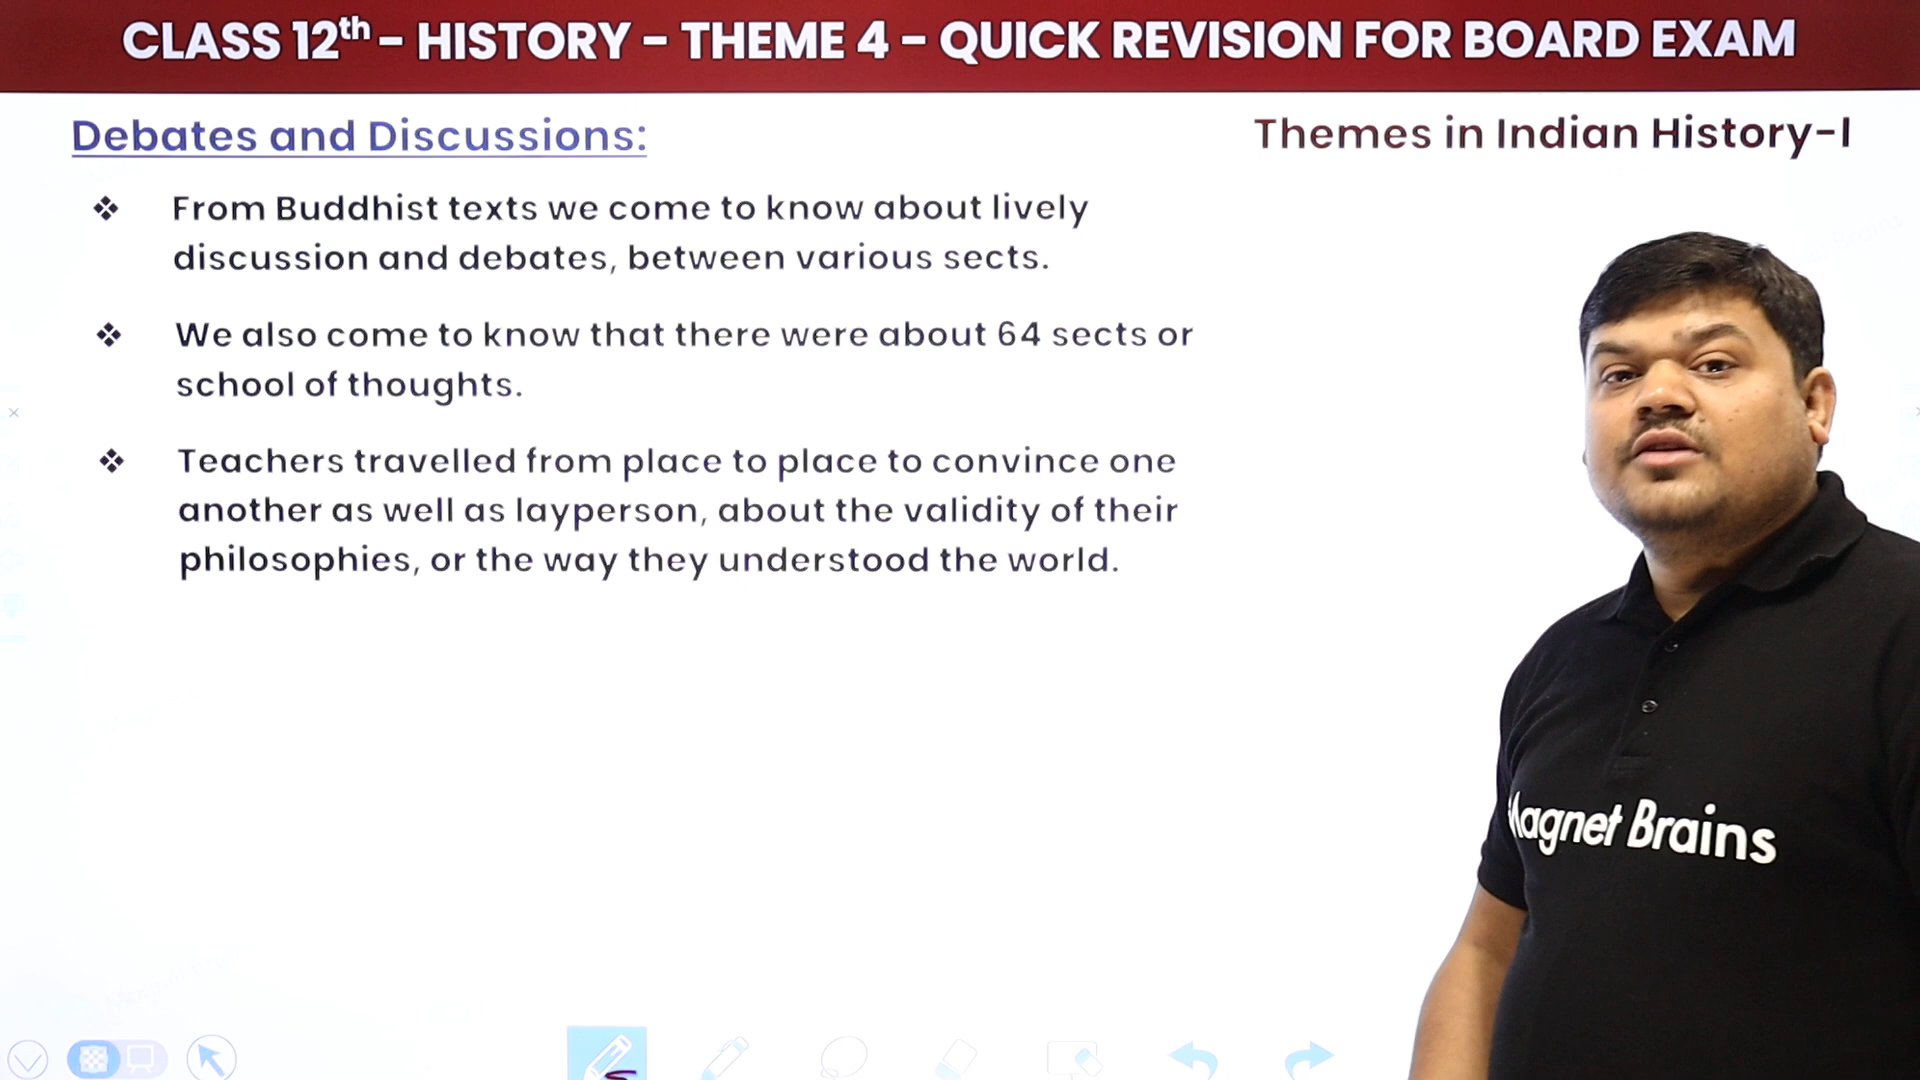 CLASS 12th - HISTORY - THEME 4 - QUICK REVISION FOR BOARD EXAM
Debates and Discussions:
Themes in Indian History-I
❖ From Buddhist texts we come to know about lively
discussion and debates, between various sects.
❖ We also come to know that there were about 64 sects or
school of thoughts.
❖ Teachers travelled from place to place to convince one
another as well as layperson, about the validity of their
philosophies, or the way they understood the world.
Magnet Brains